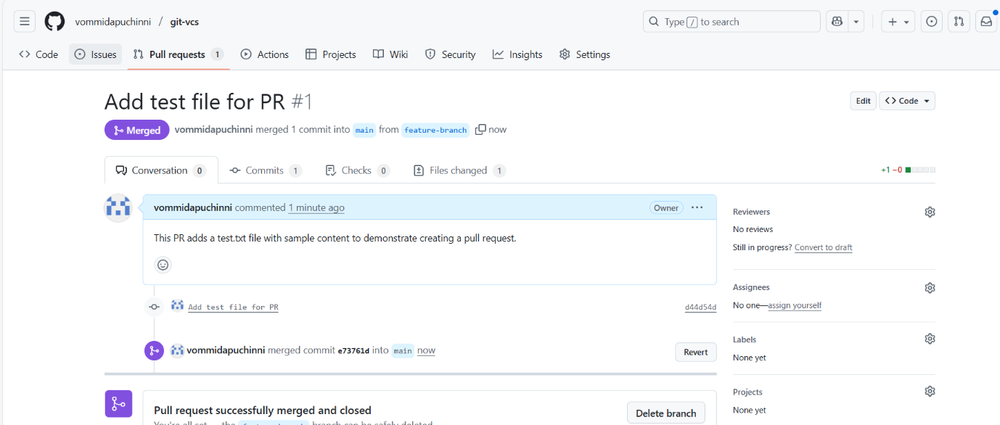 vommidapuchinni / git-vcs
Type / to search
Code
Issues
Pull requests 1
Actions
Projects
Wiki
Security
Insights
Settings
Add test file for PR #1
Edit
Code
Merged
vommidapuchinni merged 1 commit into main from feature-branch now
Conversation 0
Commits 1
Checks 0
Files changed 1
+1 −0
vommidapuchinni commented 1 minute ago
Owner
This PR adds a test.txt file with sample content to demonstrate creating a pull request.
Add test file for PR
d44d54d
vommidapuchinni merged commit e73761d into main now
Revert
Pull request successfully merged and closed
You're all set — the feature-branch branch can be safely deleted.
Delete branch
Reviewers
No reviews
Still in progress? Convert to draft
Assignees
No one—assign yourself
Labels
None yet
Projects
None yet